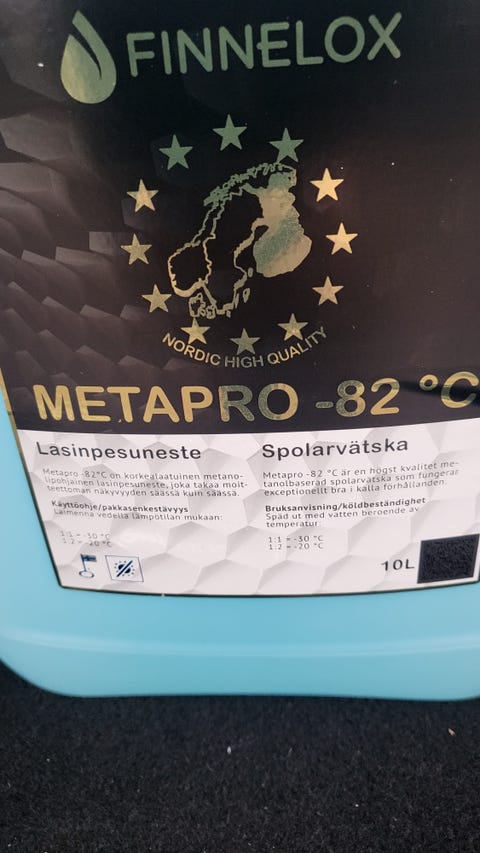 FINNELOX
NORDIC HIGH QUALITY
METAPRO -82 °C
Lasinpesuneste
Metapro -82°C on korkealaatuinen metano-
lipohjainen lasinpesuneste, joka takaa moit-
teettoman näkyvyyden säässä kuin säässä.
Käyttöohje/pakkasenkestävyys
Laimenna vedellä lämpötilan mukaan:
1:1 = -30 °C
1:2 = -20 °C
Spolarvätska
Metapro -82 °C är en högst kvalitet me-
tanolbaserad spolarvätska som fungerar
exceptionellt bra i kalla förhållanden.
Bruksanvisning/köldbeständighet
Späd ut med vatten beroende av
temperatur:
1:1 = -30 °C
1:2 = -20 °C
10L